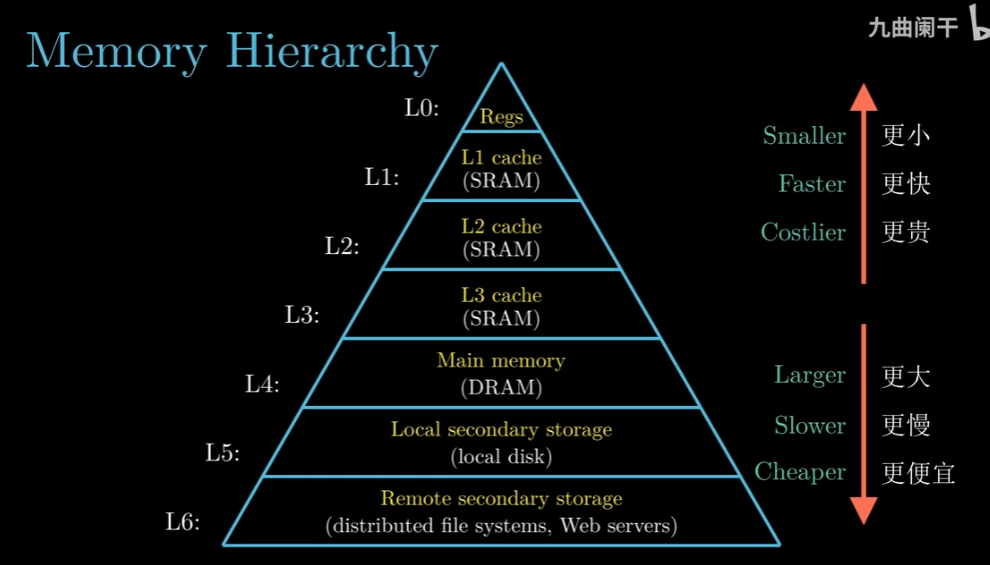 九曲阑干
Memory Hierarchy
L0:
Regs
L1:
L1 cache
(SRAM)
L2:
L2 cache
(SRAM)
L3:
L3 cache
(SRAM)
L4:
Main memory
(DRAM)
L5:
Local secondary storage
(local disk)
L6:
Remote secondary storage
(distributed file systems, Web servers)
Smaller 更小
Faster 更快
Costlier 更贵
Larger 更大
Slower 更慢
Cheaper 更便宜